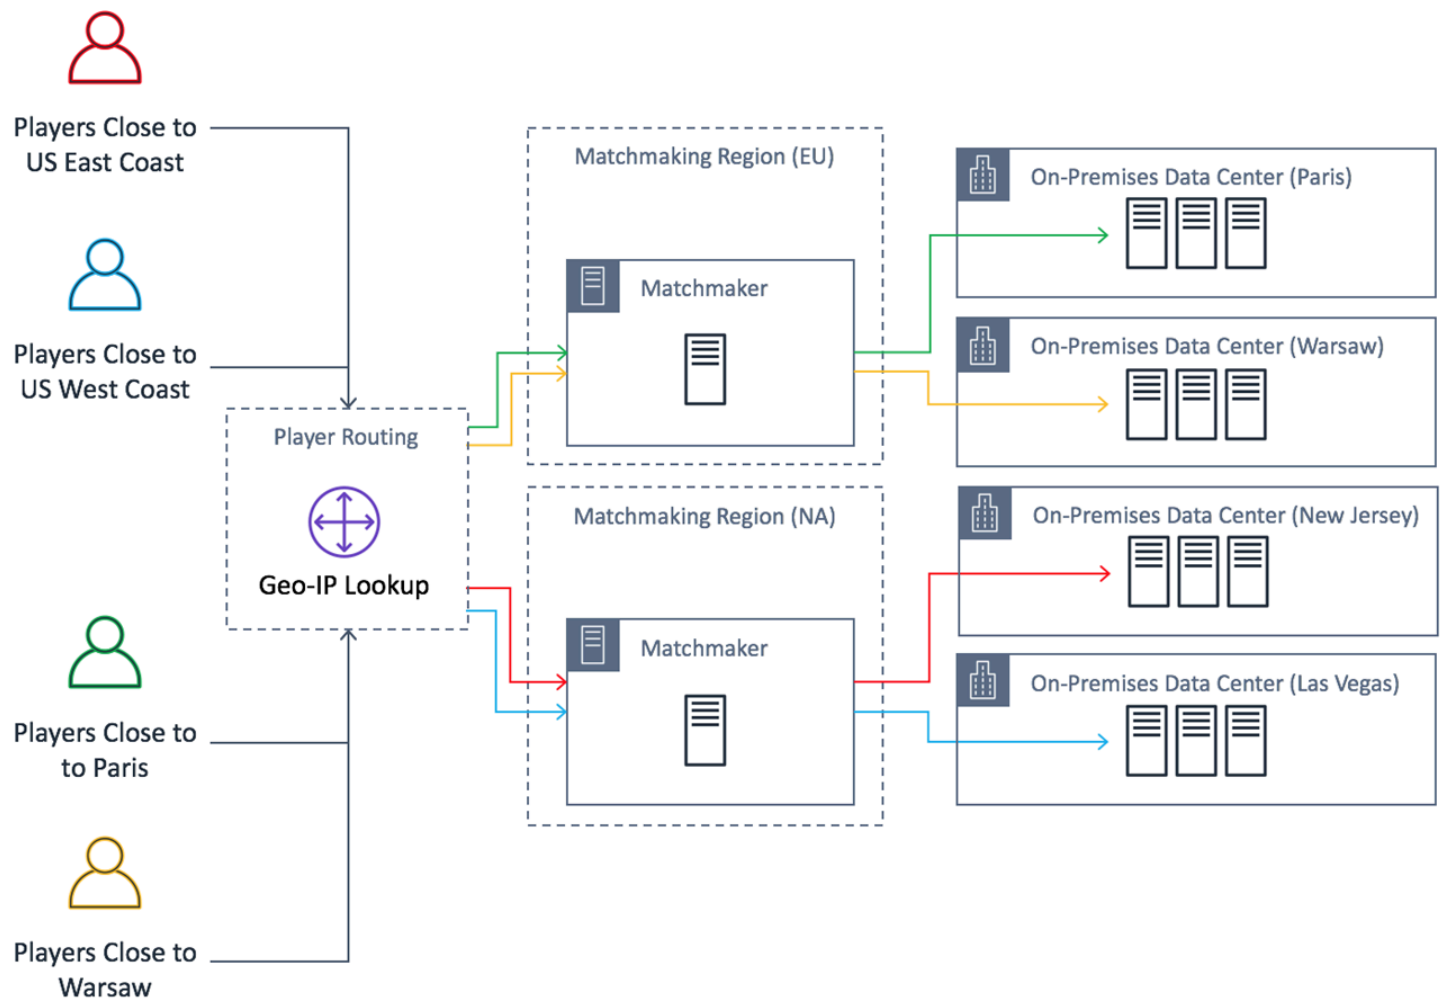 Players Close to
US East Coast
Players Close to
US West Coast
Players Close to
to Paris
Players Close to
Warsaw
Player Routing
Geo-IP Lookup
Matchmaking Region (EU)
Matchmaker
Matchmaking Region (NA)
Matchmaker
On-Premises Data Center (Paris)
On-Premises Data Center (Warsaw)
On-Premises Data Center (New Jersey)
On-Premises Data Center (Las Vegas)